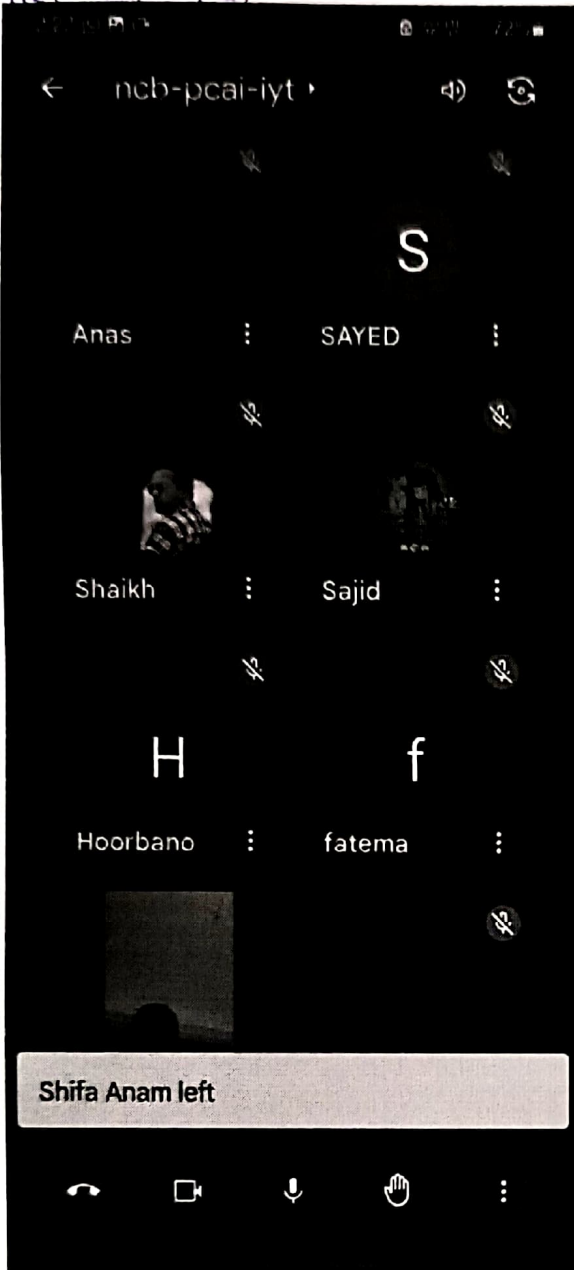 ncb-pcai-iyt
S
Anas SAYED
Shaikh Sajid
H f
Hoorbano fatema
Shifa Anam left